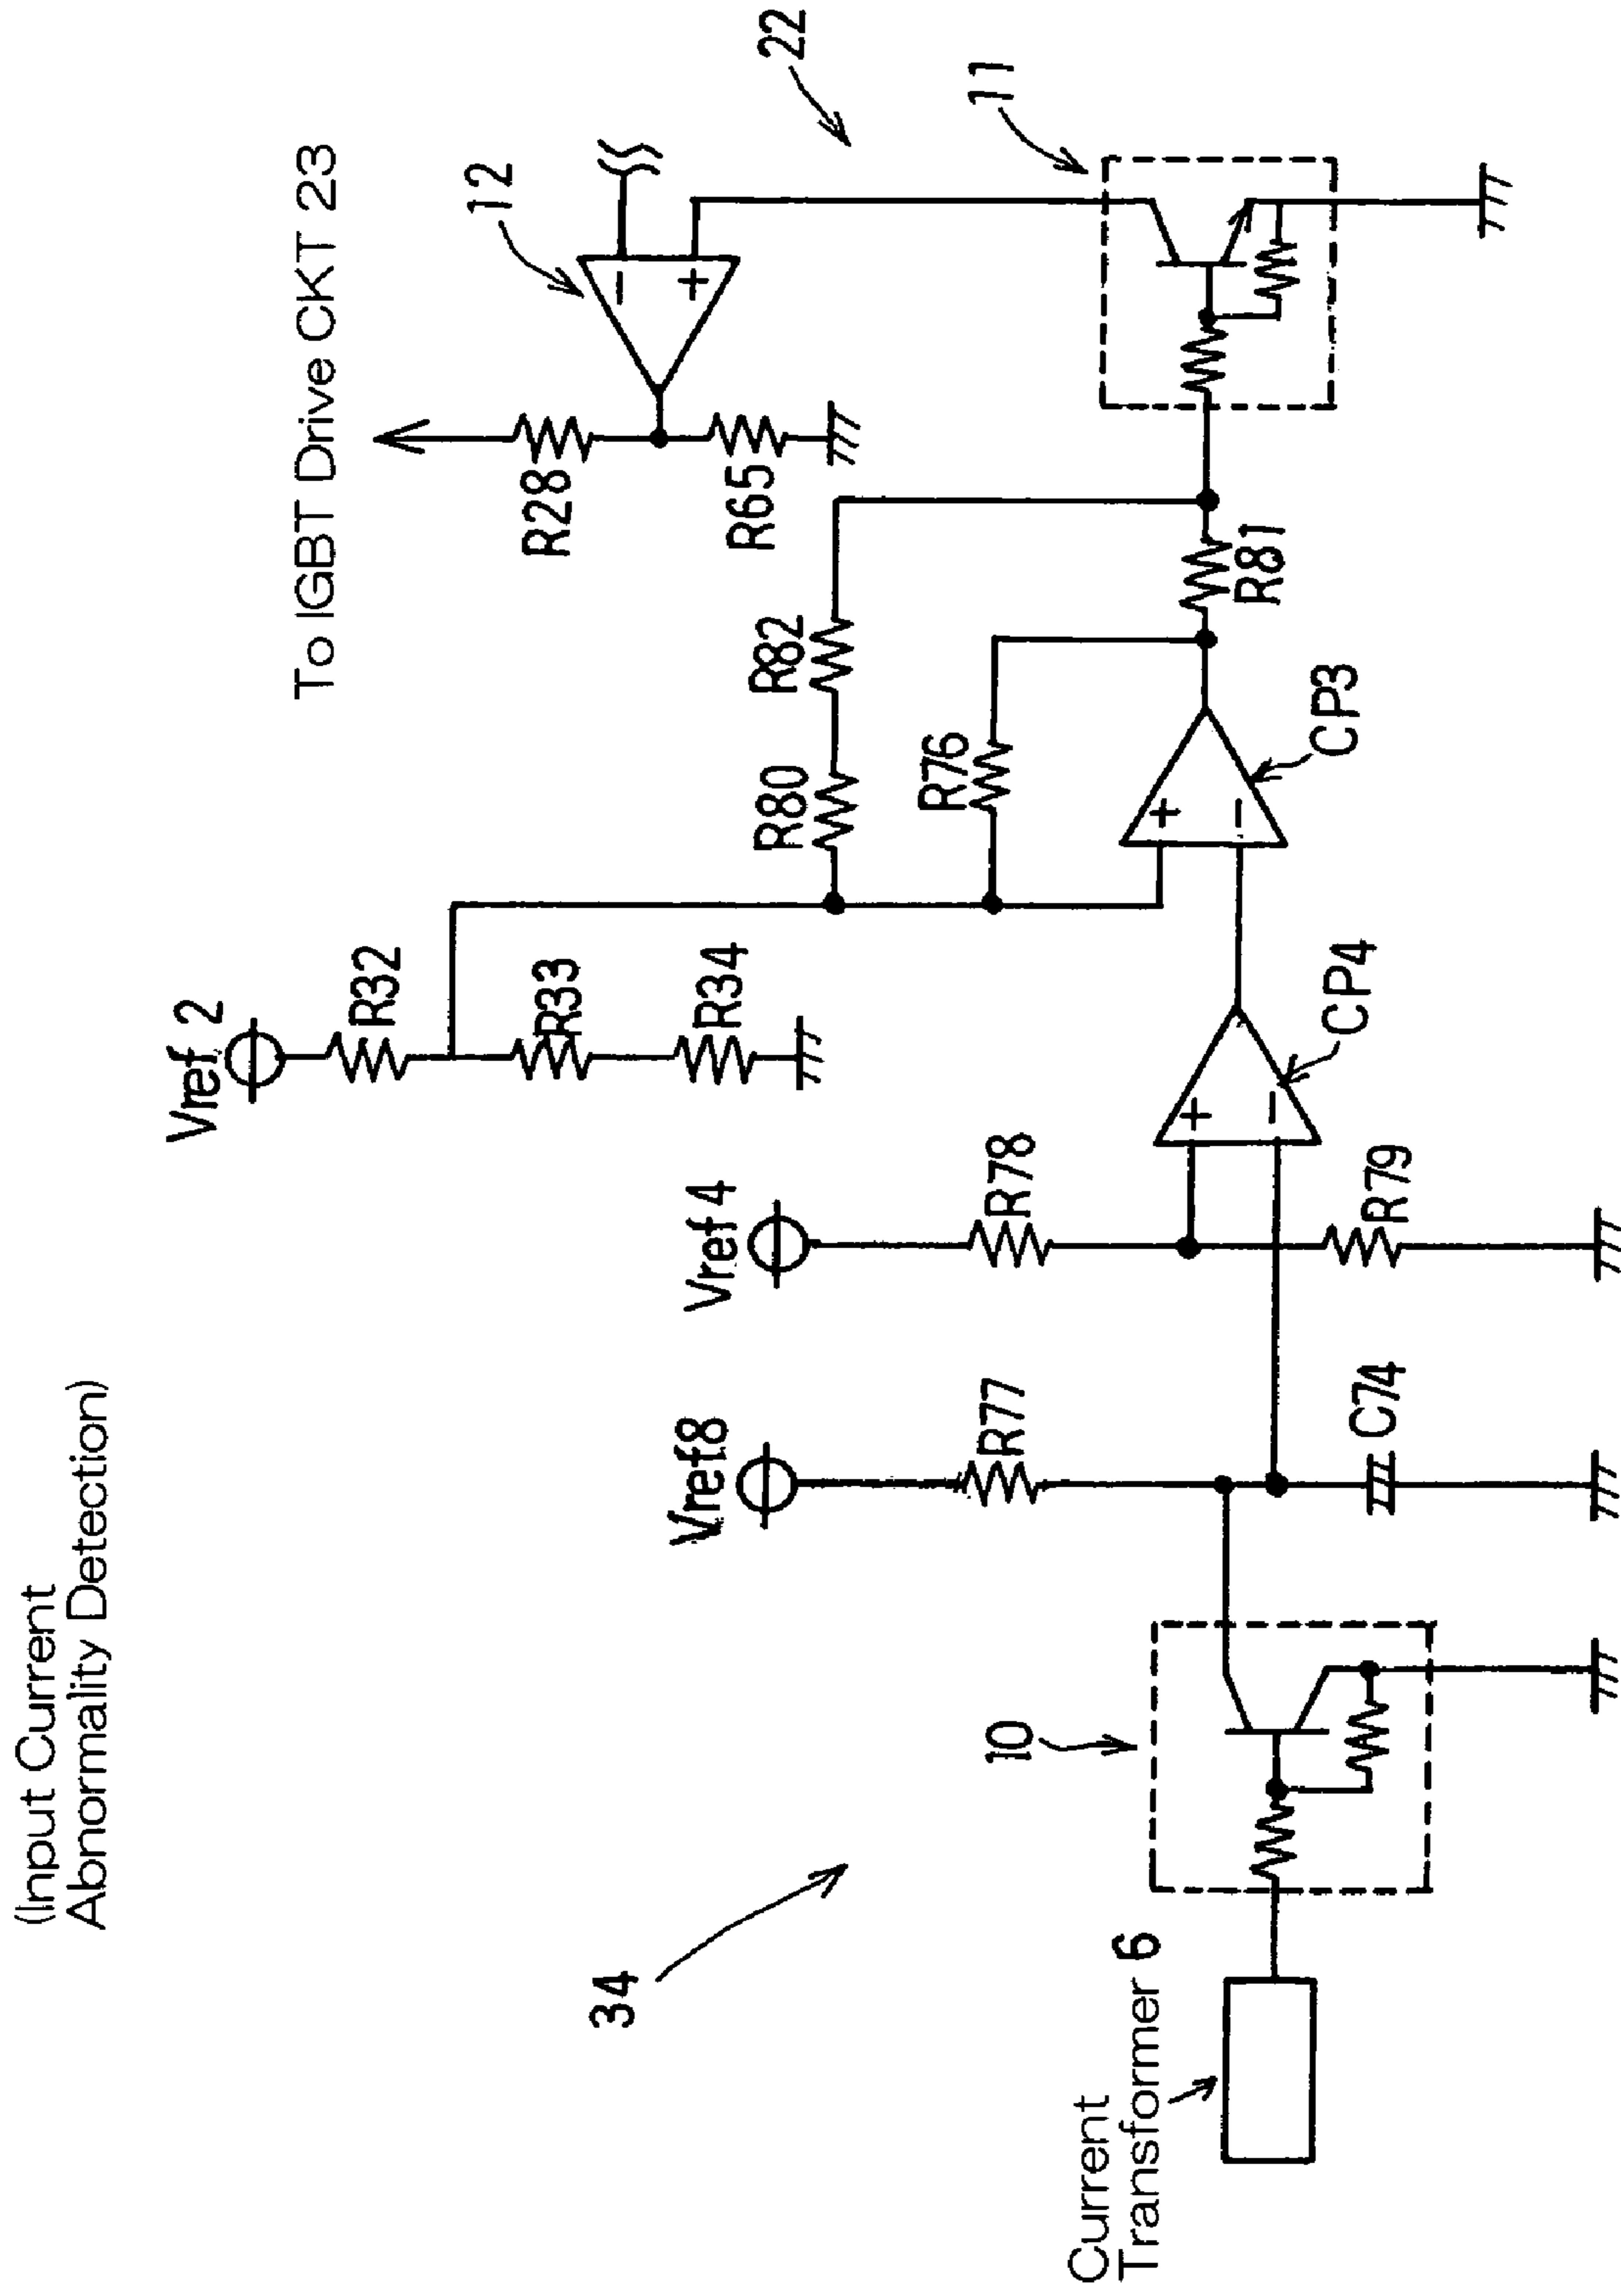 (Input Current
Abnormality Detection)
To IGBT Drive CKT 23
Vref 2
R32
R33
R34
R28
R65
12
22
11
−
+
R80
R82
R76
R81
+
−
CP3
Vref 4
R78
R79
+
−
CP4
Vref8
R77
C74
34
10
Current
Transformer 6